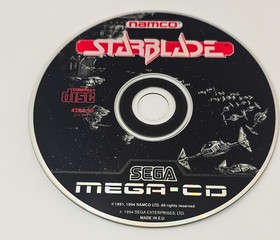 namco
STARBLADE
COMPACT
disc
SEGA
MEGA-CD
©1991, 1994 NAMCO LTD. All rights reserved
© 1994 SEGA ENTERPRISES, LTD.
MADE IN E.U